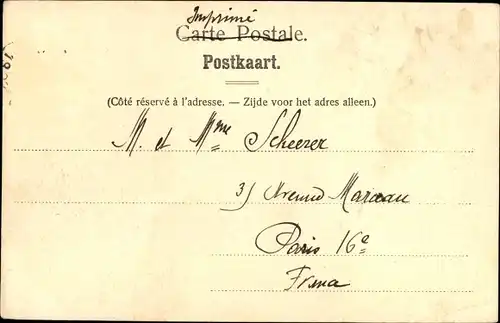 Imprimé
Carte Postale.
Postkaart.
(Côté réservé à l'adresse. — Zijde voor het adres alleen.)
M. et Mme Scheerer
3) Avenue Marceau
Paris 16e